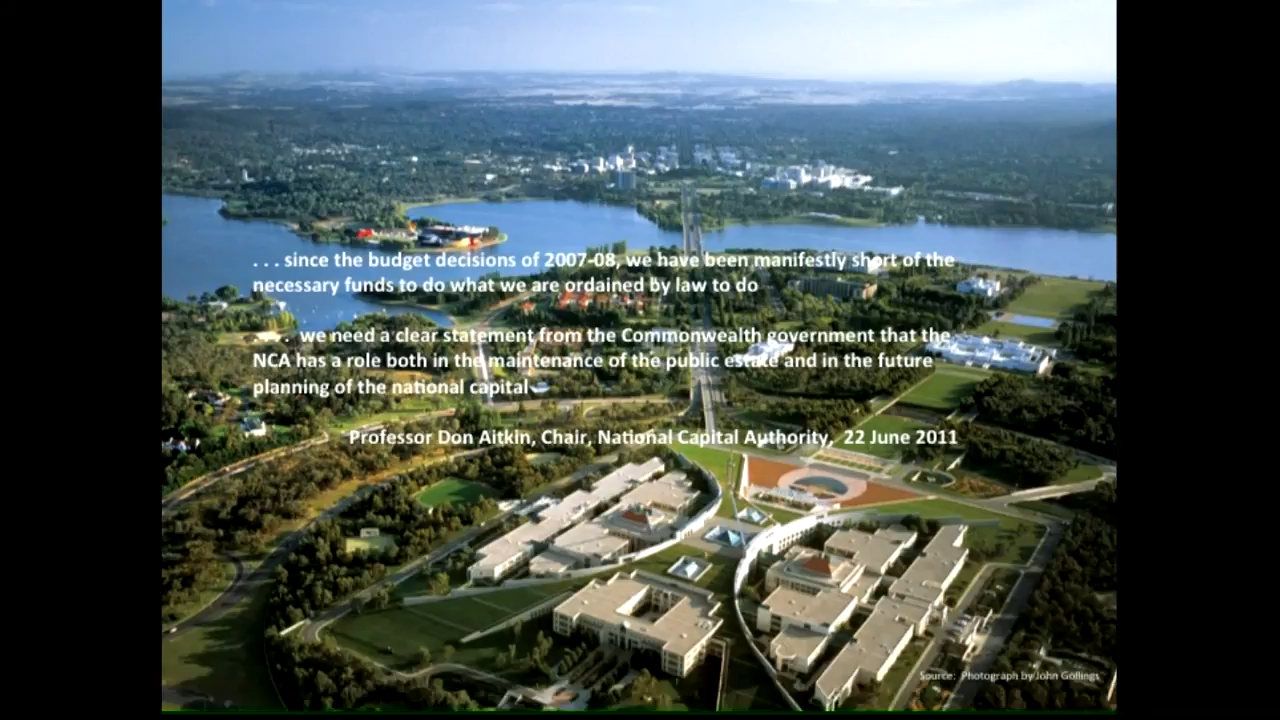 . . . since the budget decisions of 2007-08, we have been manifestly short of the
necessary funds to do what we are ordained by law to do
. . . . we need a clear statement from the Commonwealth government that the
NCA has a role both in the maintenance of the public estate and in the future
planning of the national capital
Professor Don Aitkin, Chair, National Capital Authority, 22 June 2011
Source: Photograph by John Gollings